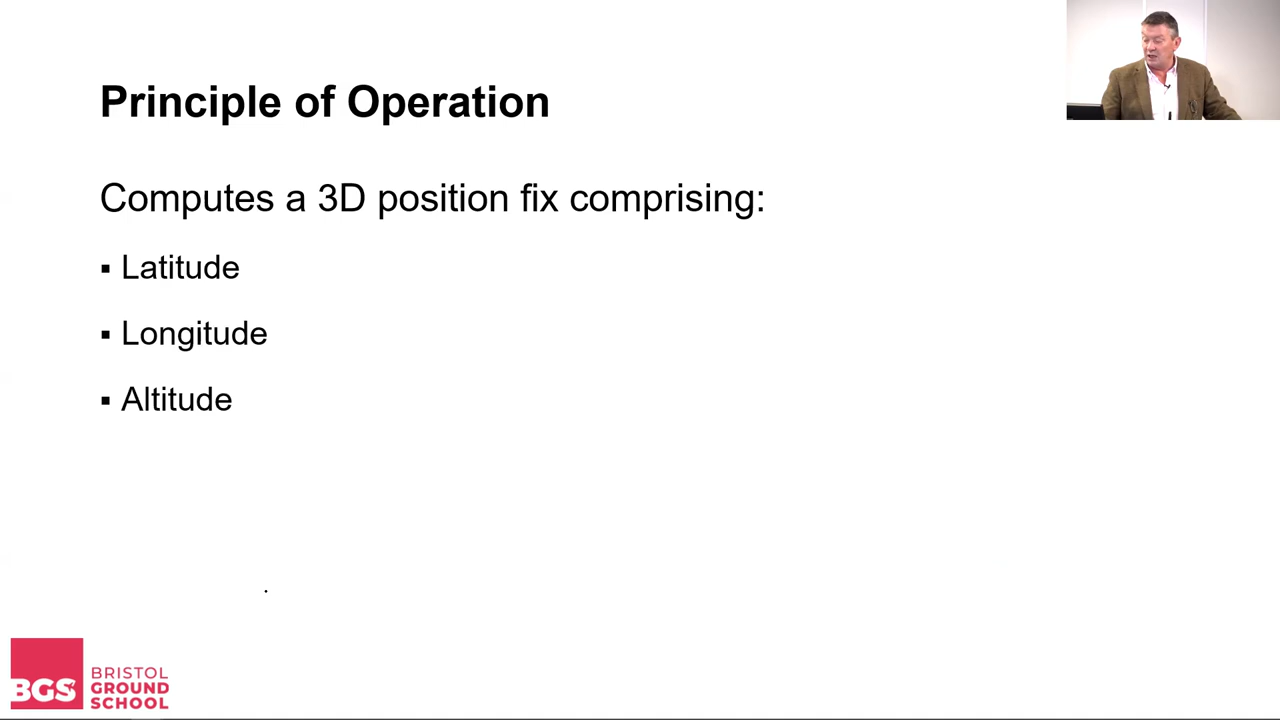 Principle of Operation
Computes a 3D position fix comprising:
▪ Latitude
▪ Longitude
▪ Altitude
BGS
BRISTOL
GROUND
SCHOOL